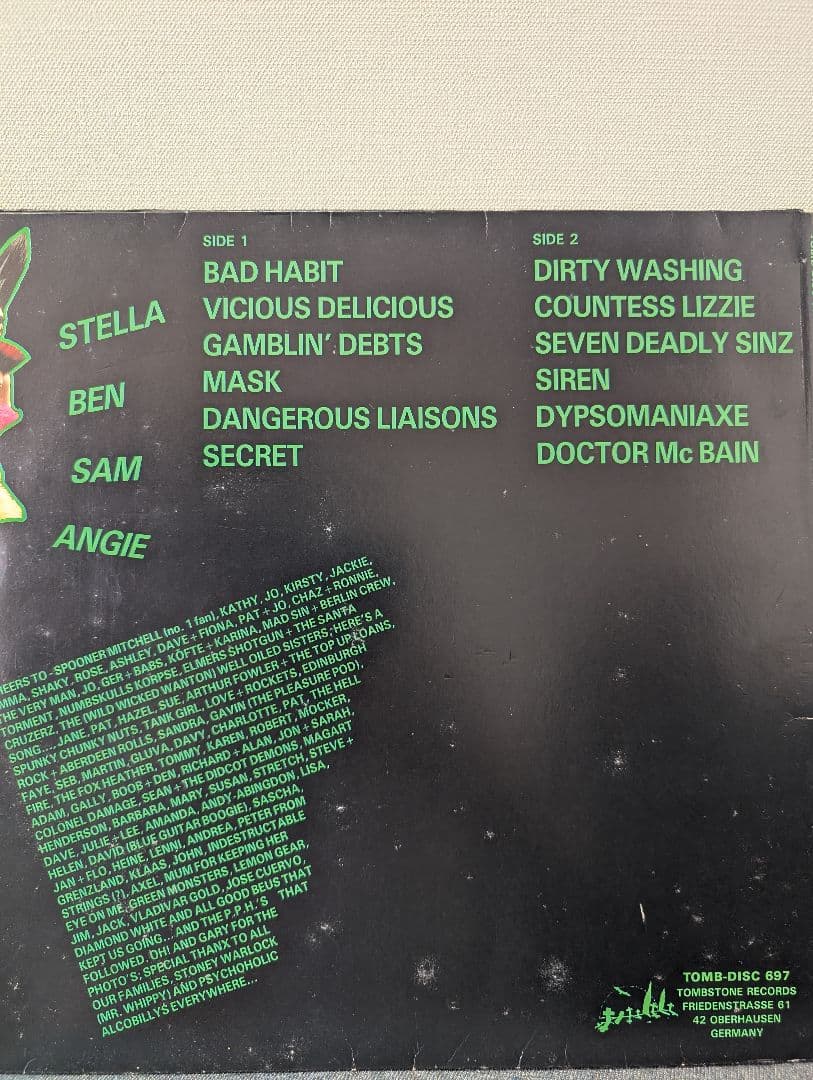 SIDE 1
BAD HABIT
VICIOUS DELICIOUS
GAMBLIN' DEBTS
MASK
DANGEROUS LIAISONS
SECRET
SIDE 2
DIRTY WASHING
COUNTESS LIZZIE
SEVEN DEADLY SINZ
SIREN
DYPSOMANIAXE
DOCTOR Mc BAIN
STELLA
BEN
SAM
ANGIE
HEERS TO - SPOONER MITCHELL (no. 1 fan), KATHY, JO, KIRSTY, JACKIE,
MMA, SHAKY, ROSE, ASHLEY, DAVE + FIONA, PAT + JO, CHAZ + RONNIE,
THE VERY MAN, JO, GER + BABS, KÖFTE + KARINA, MAD SIN + BERLIN CREW,
TORMENT, NUMBSKULLS KORPSE, ELMERS SHOTGUN + THE SANTA
CRUZERZ, THE (WILD WICKED WANTON) WELL OILED SISTERS, HERE'S A
SONG...., JANE, PAT, HAZEL, SUE, ARTHUR FOWLER + THE TOP UP LOANS,
SPUNKY CHUNKY NUTS, TANK GIRL, LOVE + ROCKETS, EDINBURGH
ROCK + ABERDEEN ROLLS, SANDRA, GAVIN (THE PLEASURE POD),
FAYE, SEB, MARTIN, GLUVA, DAVY, CHARLOTTE, PAT, THE HELL
FIRE, THE FOX HEATHER, TOMMY, KAREN, ROBERT, MOCKER,
ADAM, GALLY, BOOB + DEN, RICHARD + ALAN, JON + SARAH,
COLONEL DAMAGE, SEAN + THE DIDCOT DEMONS, MAGART
HENDERSON, BARBARA, MARY, SUSAN, STRETCH, STEVE +
DAVE, JULIE + LEE, AMANDA, ANDY-ABINGDON, LISA,
HELEN, DAVID (BLUE GUITAR BOOGIE), SASCHA,
JAN + FLO, HEINE, LENNI, ANDREA, PETER FROM
GRENZLAND, KLAAS, JOHN, INDESTRUCTABLE
STRINGS (?), AXEL, MUM FOR KEEPING HER
EYE ON ME, GREEN MONSTERS, LEMON GEAR,
JIM, JACK, VLADIVAR GOLD, JOSE CUERVO,
DIAMOND WHITE AND ALL GOOD BEUS THAT
KEPT US GOING... AND THE P.P.H.'S THAT
FOLLOWED, OH! AND GARY FOR THE
PHOTO'S, SPECIAL THANX TO ALL
OUR FAMILIES, STONEY WARLOCK
(MR. WHIPPY) AND PSYCHOHOLIC
ALCOBILLYS EVERYWHERE...
TOMB-DISC 697
TOMBSTONE RECORDS
FRIEDENSTRASSE 61
42 OBERHAUSEN
GERMANY